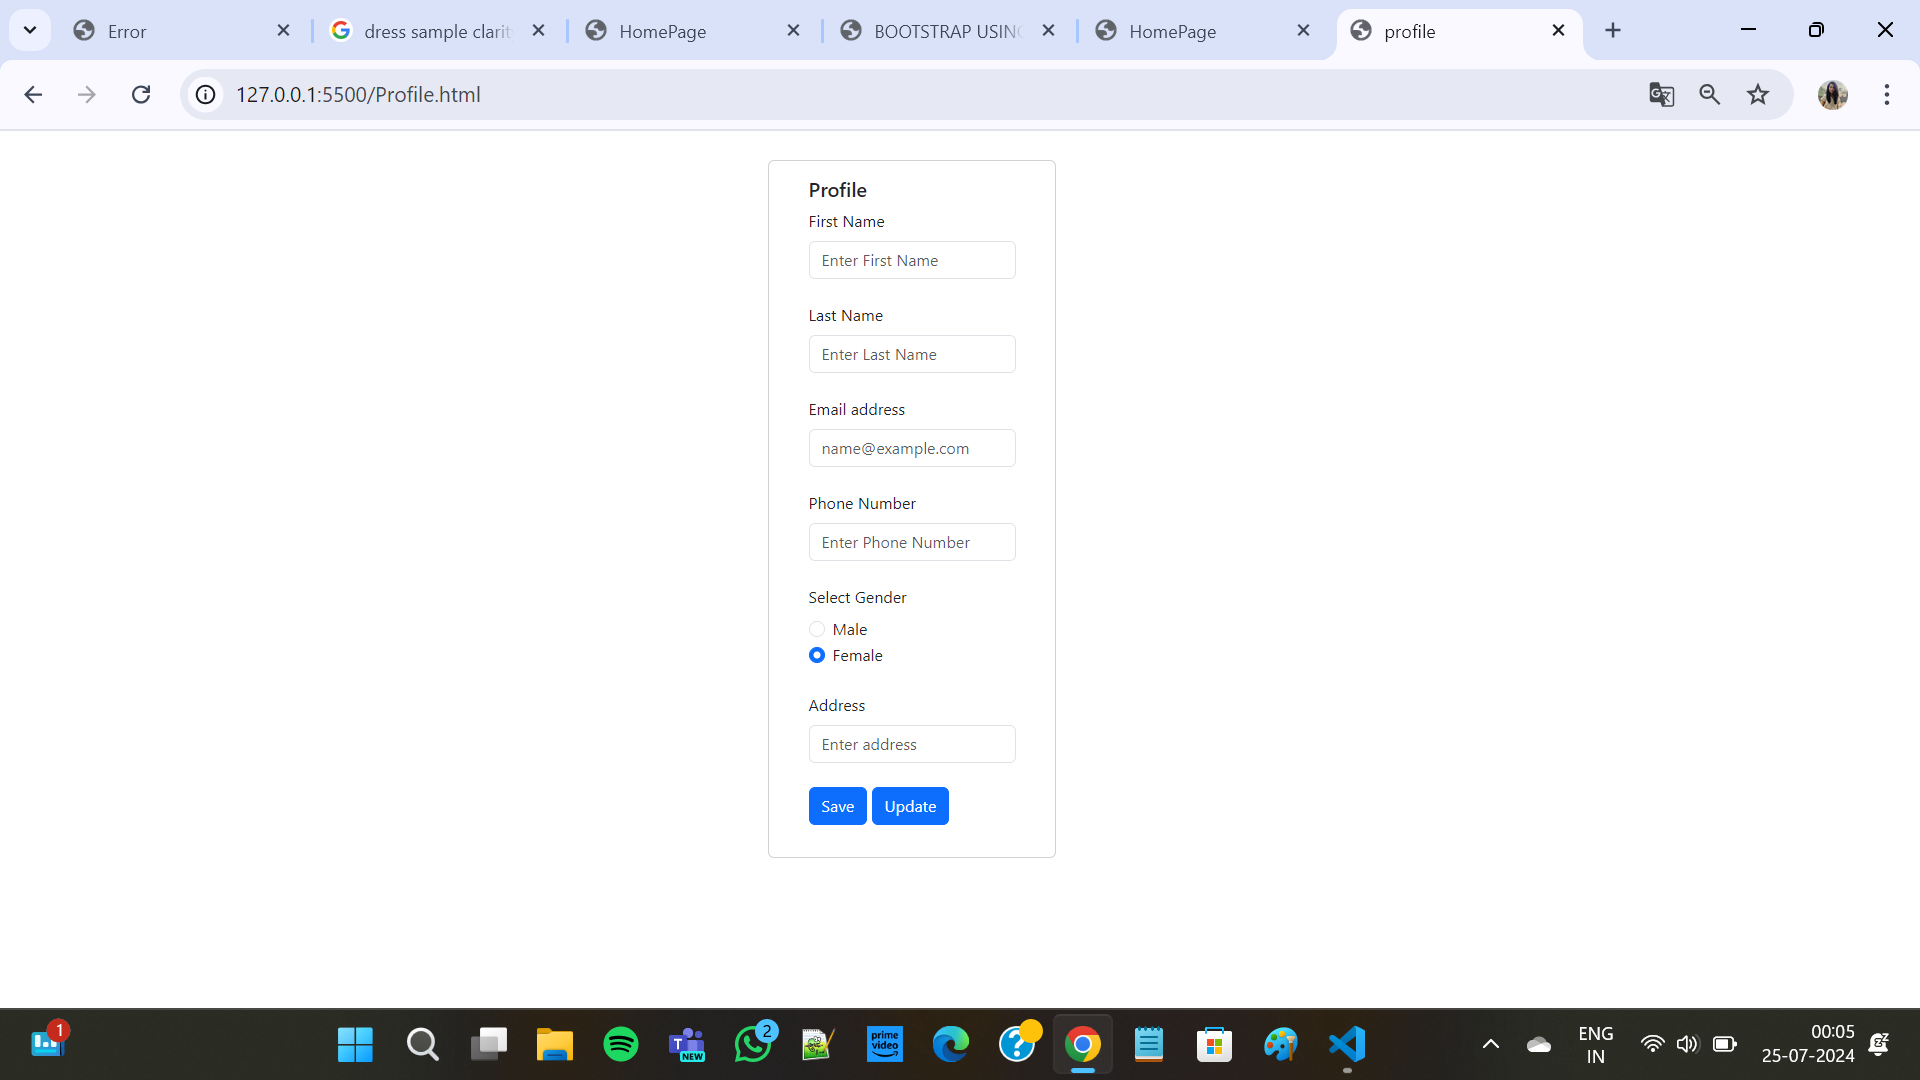 Error
dress sample clarit
HomePage
BOOTSTRAP USING
HomePage
profile
127.0.0.1:5500/Profile.html
Profile
First Name
Enter First Name
Last Name
Enter Last Name
Email address
name@example.com
Phone Number
Enter Phone Number
Select Gender
Male
Female
Address
Enter address
Save Update
1
NEW
2
prime video
ENG
IN
00:05
25-07-2024